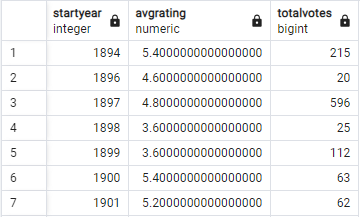 startyear avgrating totalvotes
integer numeric bigint
1 1894 5.4000000000000000 215
2 1896 4.6000000000000000 20
3 1897 4.8000000000000000 596
4 1898 3.6000000000000000 25
5 1899 3.6000000000000000 112
6 1900 5.4000000000000000 63
7 1901 5.2000000000000000 62